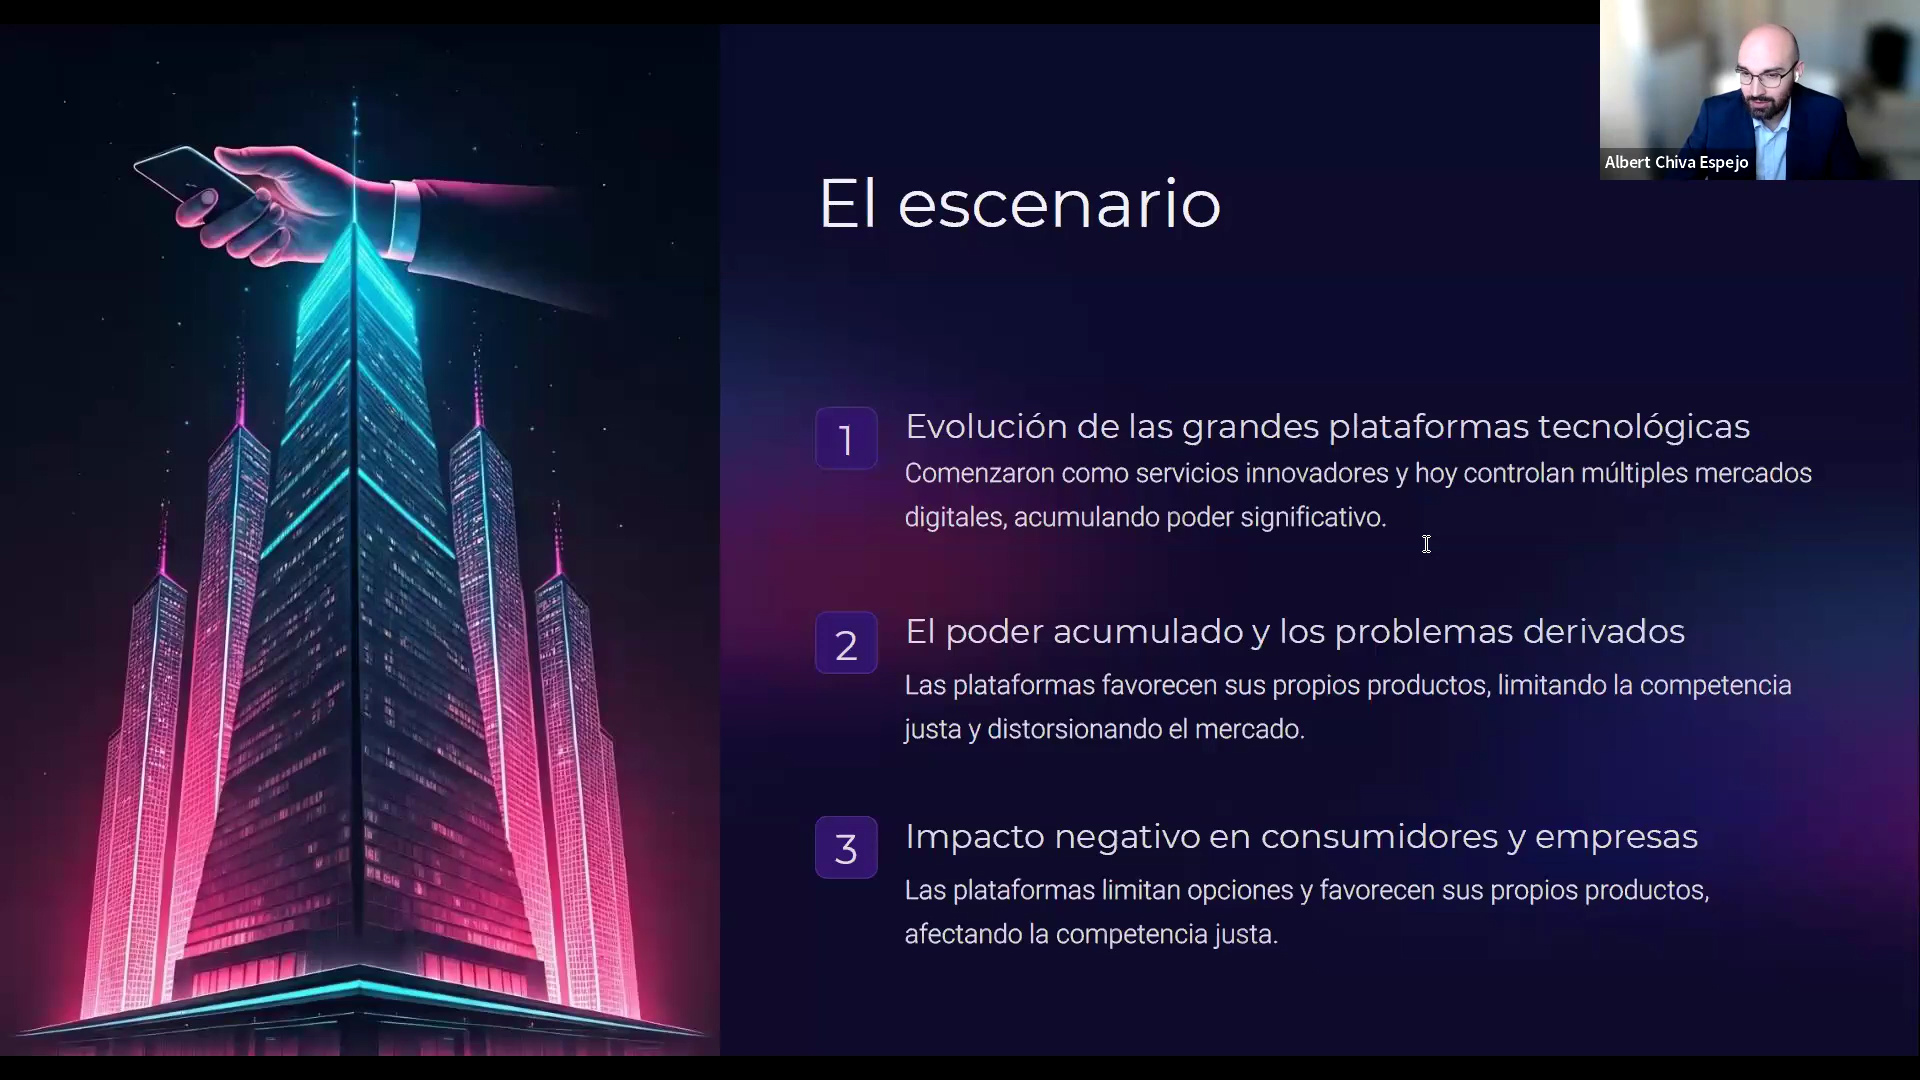 Albert Chiva Espejo
El escenario
1
Evolución de las grandes plataformas tecnológicas
Comenzaron como servicios innovadores y hoy controlan múltiples mercados
digitales, acumulando poder significativo.
2
El poder acumulado y los problemas derivados
Las plataformas favorecen sus propios productos, limitando la competencia
justa y distorsionando el mercado.
3
Impacto negativo en consumidores y empresas
Las plataformas limitan opciones y favorecen sus propios productos,
afectando la competencia justa.